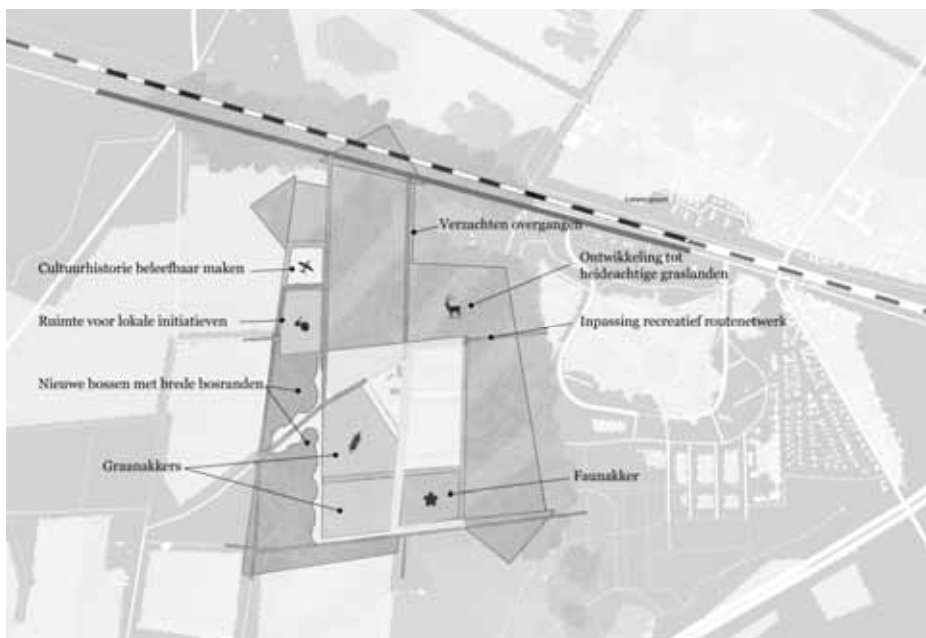 Verzachten overgangen
Cultuurhistorie beleefbaar maken
Ontwikkeling tot
heideachtige graslanden
Ruimte voor lokale initiatieven
Inpassing recreatief routenetwerk
Nieuwe bossen met brede bosranden
Graanakkers
Faunakker